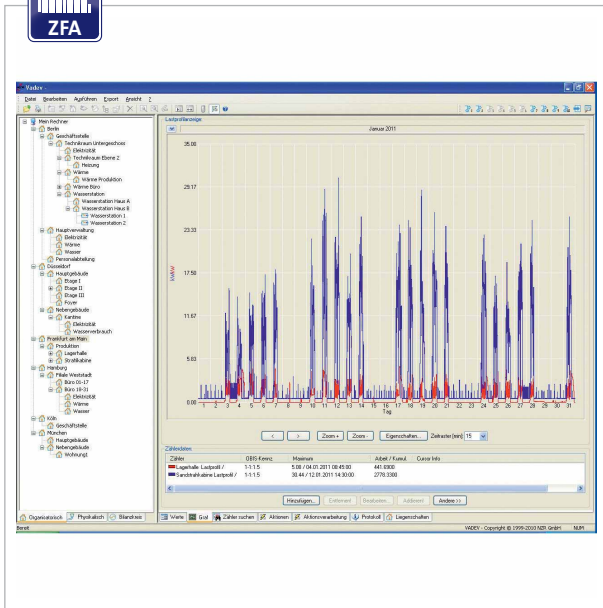 ZFA
Vadev -
Datei Bearbeiten Ausführen Export Ansicht ?
Mein Rechner
Berlin
Geschäftsstelle
Technikraum Untergeschoss
Elektrizität
Technikraum Ebene 2
Heizung
Wärme
Wärme Produktion
Wärme Büro
Wasserstation
Wasserstation Haus A
Wasserstation Haus B
Wasserstation 1
Wasserstation 2
Hauptverwaltung
Elektrizität
Wärme
Wasser
Personalabteilung
Düsseldorf
Hauptgebäude
Etage I
Etage II
Etage III
Foyer
Nebengebäude
Kantine
Elektrizität
Wasserverbrauch
Frankfurt am Main
Produktion
Lagerhalle
Hamburg
Filiale Weststadt
Büro 01-17
Büro 18-31
Elektrizität
Wärme
Wasser
Köln
Geschäftsstelle
München
Hauptgebäude
Nebengebäude
Wohnung1
Organisatorisch Physikalisch Bilanzkreis
Bereit
Lastprofilanzeige
Januar 2011
35.00
29.17
23.33
17.50
11.67
5.83
0.00
1 2 3 4 5 6 7 8 9 10 11 12 13 14 15 16 17 18 19 20 21 22 23 24 25 26 27 28 29 30 31
Tag
< > Zoom + Zoom - Eigenschaften... Zeitraster[min] 15
Zählerdaten
Zähler OBIS-Kennz. Maximum Arbeit / Kumul. Cursor Info
Lagerhalle Lastprofil / 1-1:1.5 5.08 / 04.01.2011 08:45:00 441.6900
Sandstrahlkabine Lastprofil / 1-1:1.5 30.44 / 12.01.2011 14:30:00 2778.3300
Hinzufügen... Entfernen! Bearbeiten... Addieren! Andere >>
Werte Graf Zähler suchen Aktionen Aktionsverarbeitung Protokoll Liegenschaften
VADEV - Copyright © 1999-2010 NZR GmbH NUM